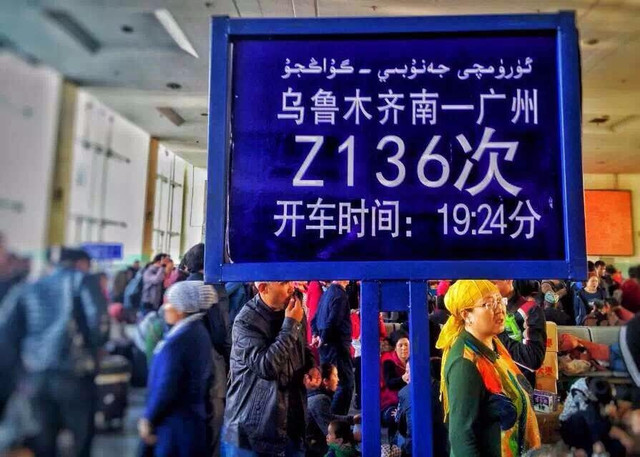 ئۈرۈمچى جەنۇبىي ـ گۇاڭجۇ
乌鲁木齐南—广州
Z136次
开车时间：19:24分